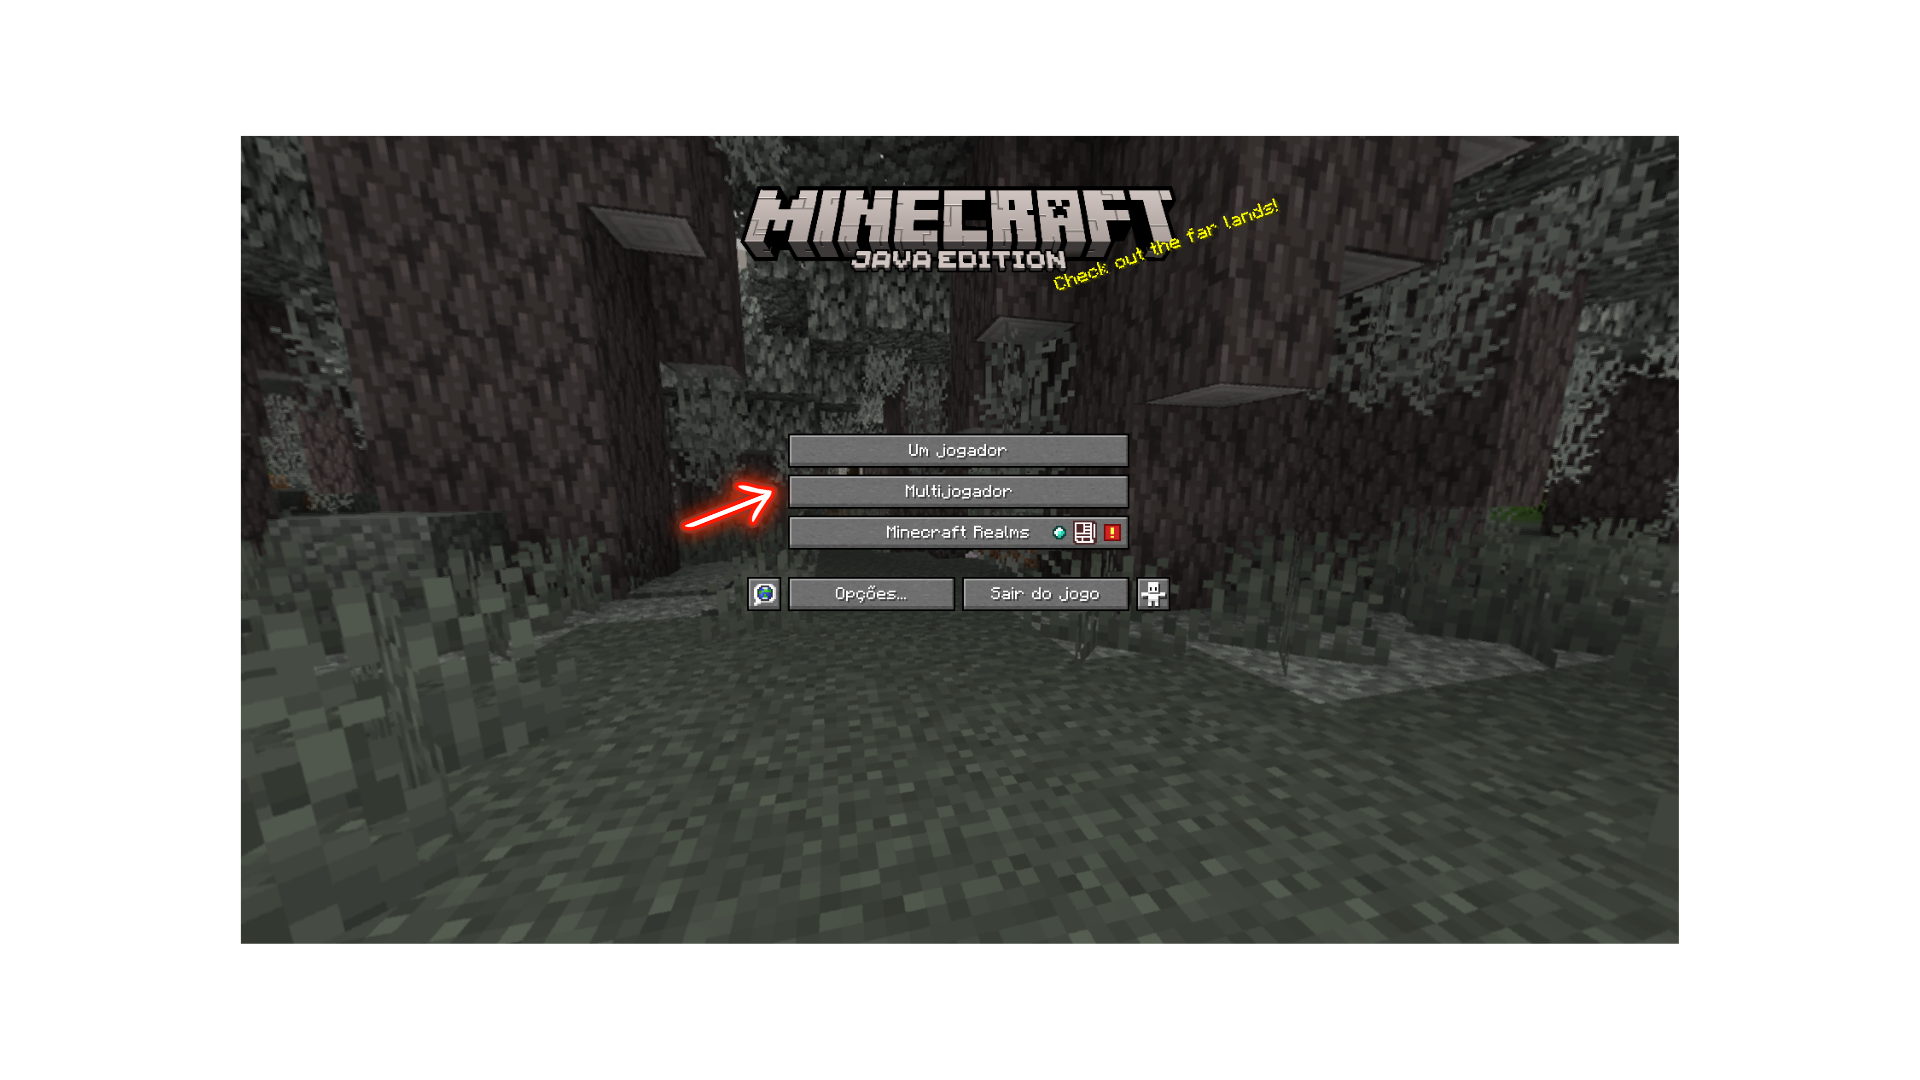 MINECRAFT
JAVA EDITION
Check out the far lands!
Um jogador
Multijogador
Minecraft Realms
Opções...
Sair do jogo